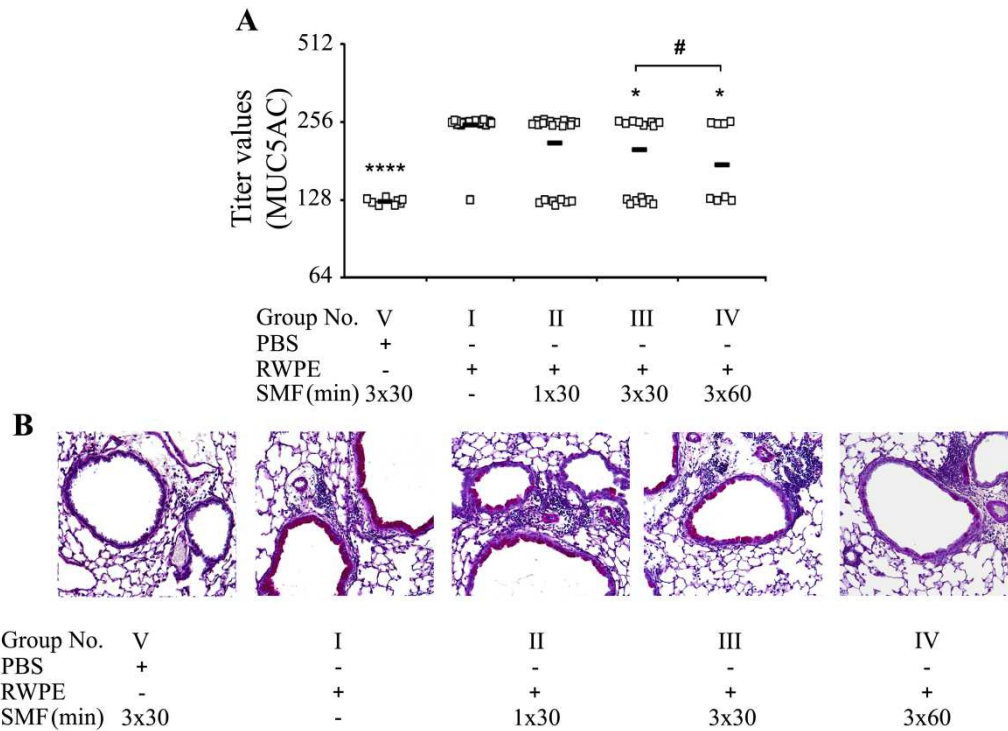 A
512
256
128
64
Titer values
(MUC5AC)
#
* *
****
Group No. V I II III IV
PBS + - - - -
RWPE - + + + +
SMF(min) 3x30 - 1x30 3x30 3x60
B
Group No. V I II III IV
PBS + - - - -
RWPE - + + + +
SMF(min) 3x30 - 1x30 3x30 3x60